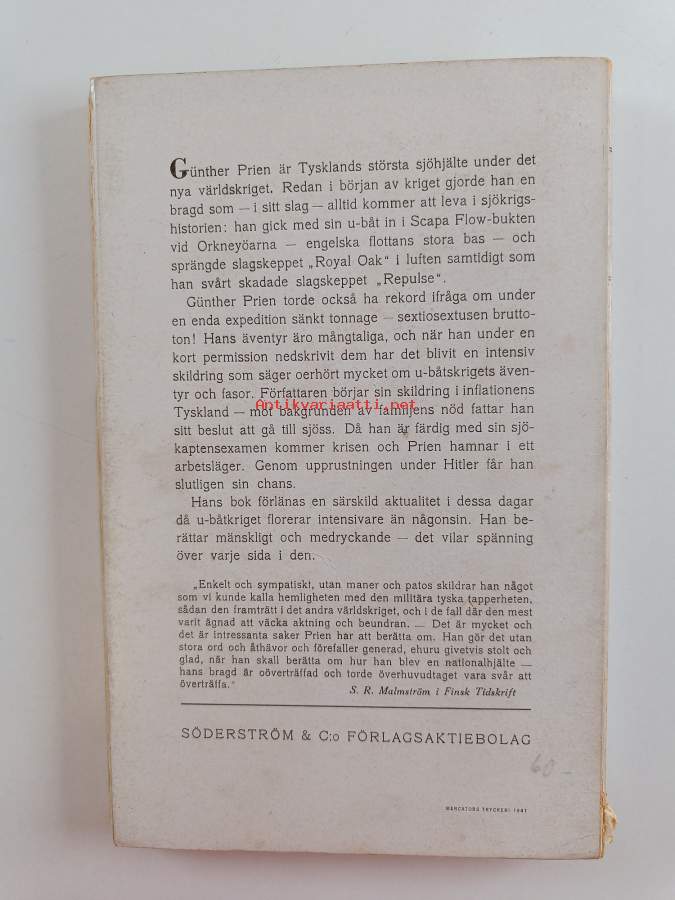 Günther Prien är Tysklands största sjöhjälte under det
nya världskriget. Redan i början av kriget gjorde han en
bragd som — i sitt slag — alltid kommer att leva i sjökrigs-
historien: han gick med sin u-båt in i Scapa Flow-bukten
vid Orkneyöarna — engelska flottans stora bas — och
sprängde slagskeppet „Royal Oak“ i luften samtidigt som
han svårt skadade slagskeppet „Repulse“.
Günther Prien torde också ha rekord ifråga om under
en enda expedition sänkt tonnage — sextiosextusen brutto-
ton! Hans äventyr äro mångtaliga, och när han under en
kort permission nedskrivit dem har det blivit en intensiv
skildring som säger oerhört mycket om u-båtskrigets även-
tyr och fasor. Författaren börjar sin skildring i inflationens
Antikvariaatti.net
Tyskland — mot bakgrunden av familjens nöd fattar han
sitt beslut att gå till sjöss. Då han är färdig med sin sjö-
kaptensexamen kommer krisen och Prien hamnar i ett
arbetsläger. Genom upprustningen under Hitler får han
slutligen sin chans.
Hans bok förlänas en särskild aktualitet i dessa dagar
då u-båtkriget florerar intensivare än någonsin. Han be-
rättar mänskligt och medryckande — det vilar spänning
över varje sida i den.
„Enkelt och sympatiskt, utan maner och patos skildrar han något
som vi kunde kalla hemligheten med den militära tyska tapperheten,
sådan den framträtt i det andra världskriget, och i de fall där den mest
varit ägnad att väcka aktning och beundran. — Det är mycket och
det är intressanta saker Prien har att berätta om. Han gör det utan
stora ord och åthävor och förefaller generad, ehuru givetvis stolt och
glad, när han skall berätta om hur han blev en nationalhjälte —
hans bragd är oöverträffad och torde överhuvudtaget vara svår att
överträffa.“
S. R. Malmström i Finsk Tidskrift
SÖDERSTRÖM & C:o FÖRLAGSAKTIEBOLAG
60 –
MERCATORS TRYCKERI 1941